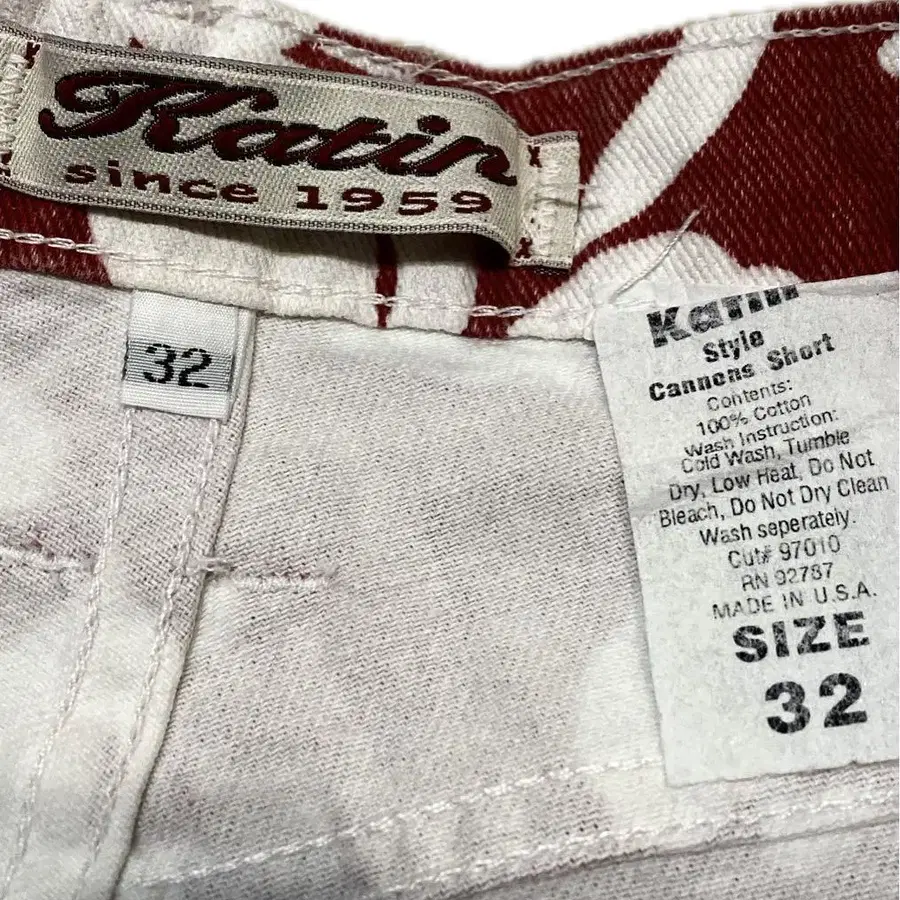 Katin
since 1959
32
Katin
Style
Cannons Short
Contents:
100% Cotton
Wash Instruction:
Cold Wash, Tumble
Dry, Low Heat, Do Not
Bleach, Do Not Dry Clean
Wash seperately.
Cut# 97010
RN 92787
MADE IN U.S.A.
SIZE
32